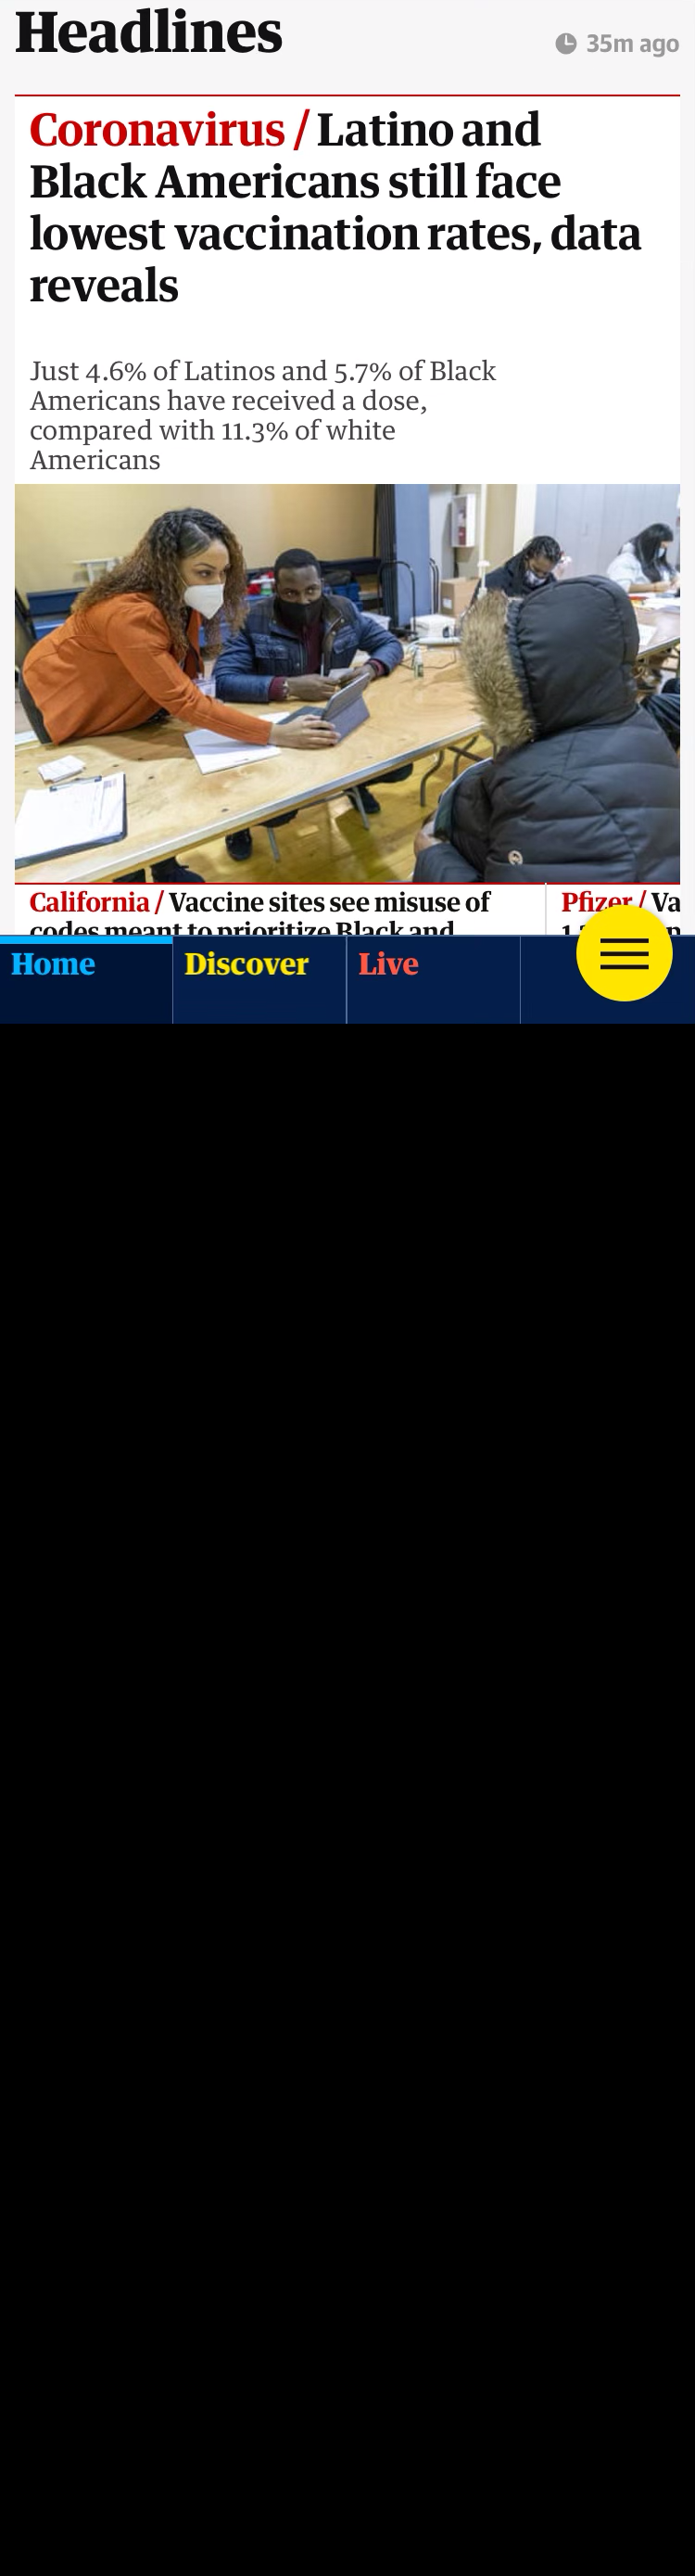 Headlines
35m ago
Coronavirus / Latino and
Black Americans still face
lowest vaccination rates, data
reveals
Just 4.6% of Latinos and 5.7% of Black
Americans have received a dose,
compared with 11.3% of white
Americans
California / Vaccine sites see misuse of
codes meant to prioritize Black and
Pfizer / Va
Home
Discover
Live